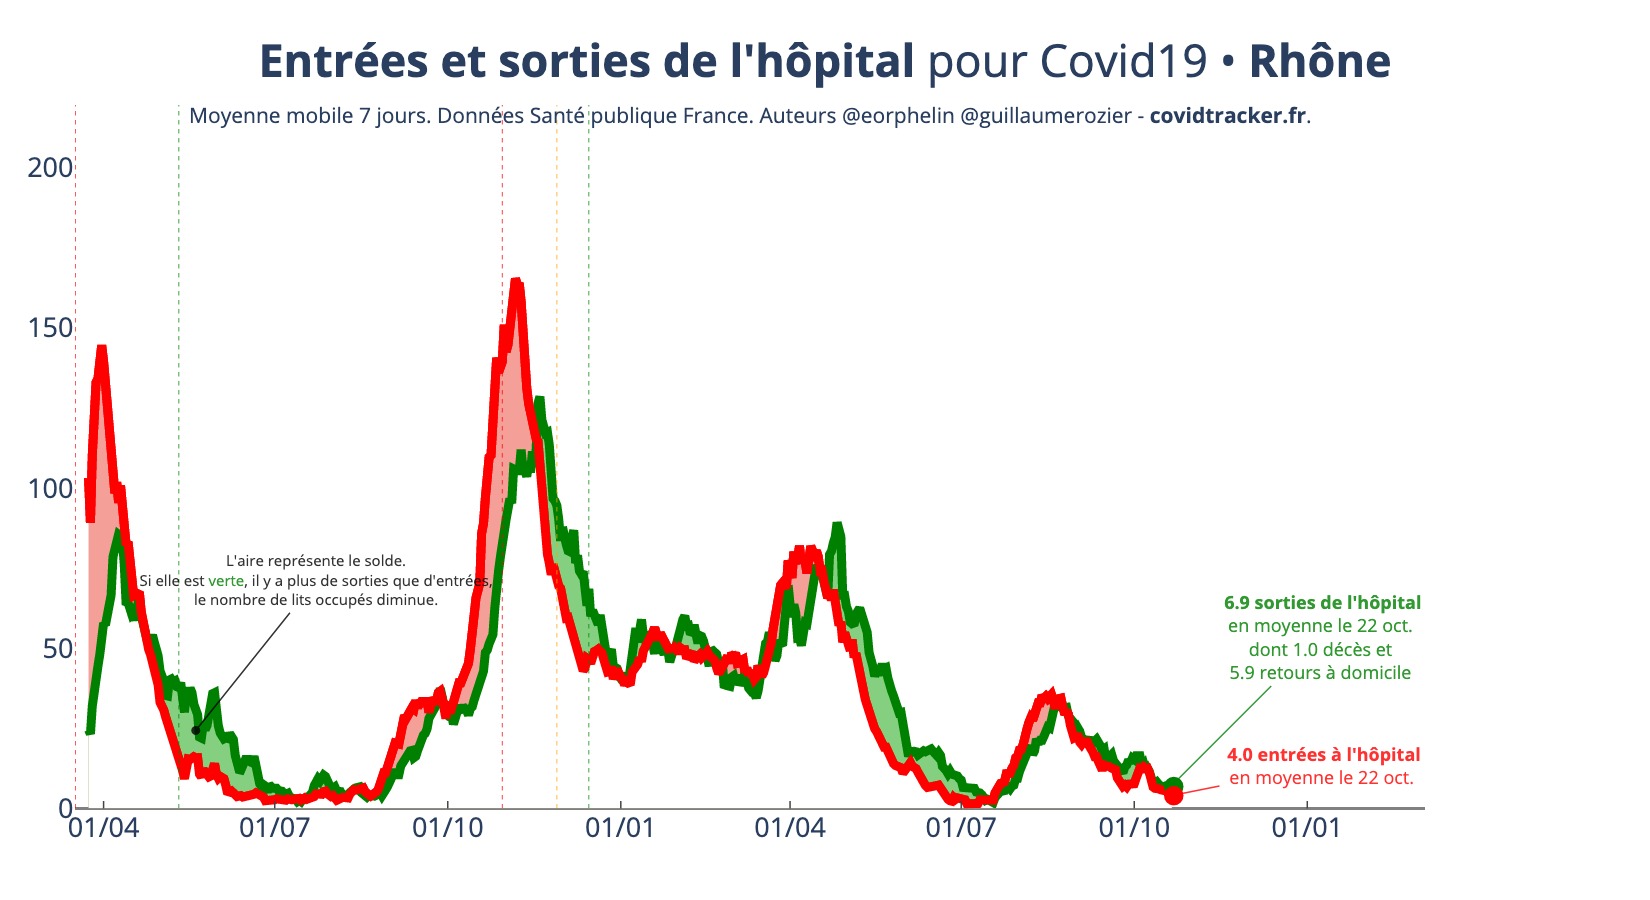 Entrées et sorties de l'hôpital pour Covid19 • Rhône
Moyenne mobile 7 jours. Données Santé publique France. Auteurs @eorphelin @guillaumerozier - covidtracker.fr.
200
150
100
50
0
L'aire représente le solde.
Si elle est verte, il y a plus de sorties que d'entrées,
le nombre de lits occupés diminue.
6.9 sorties de l'hôpital
en moyenne le 22 oct.
dont 1.0 décès et
5.9 retours à domicile
4.0 entrées à l'hôpital
en moyenne le 22 oct.
01/04 01/07 01/10 01/01 01/04 01/07 01/10 01/01